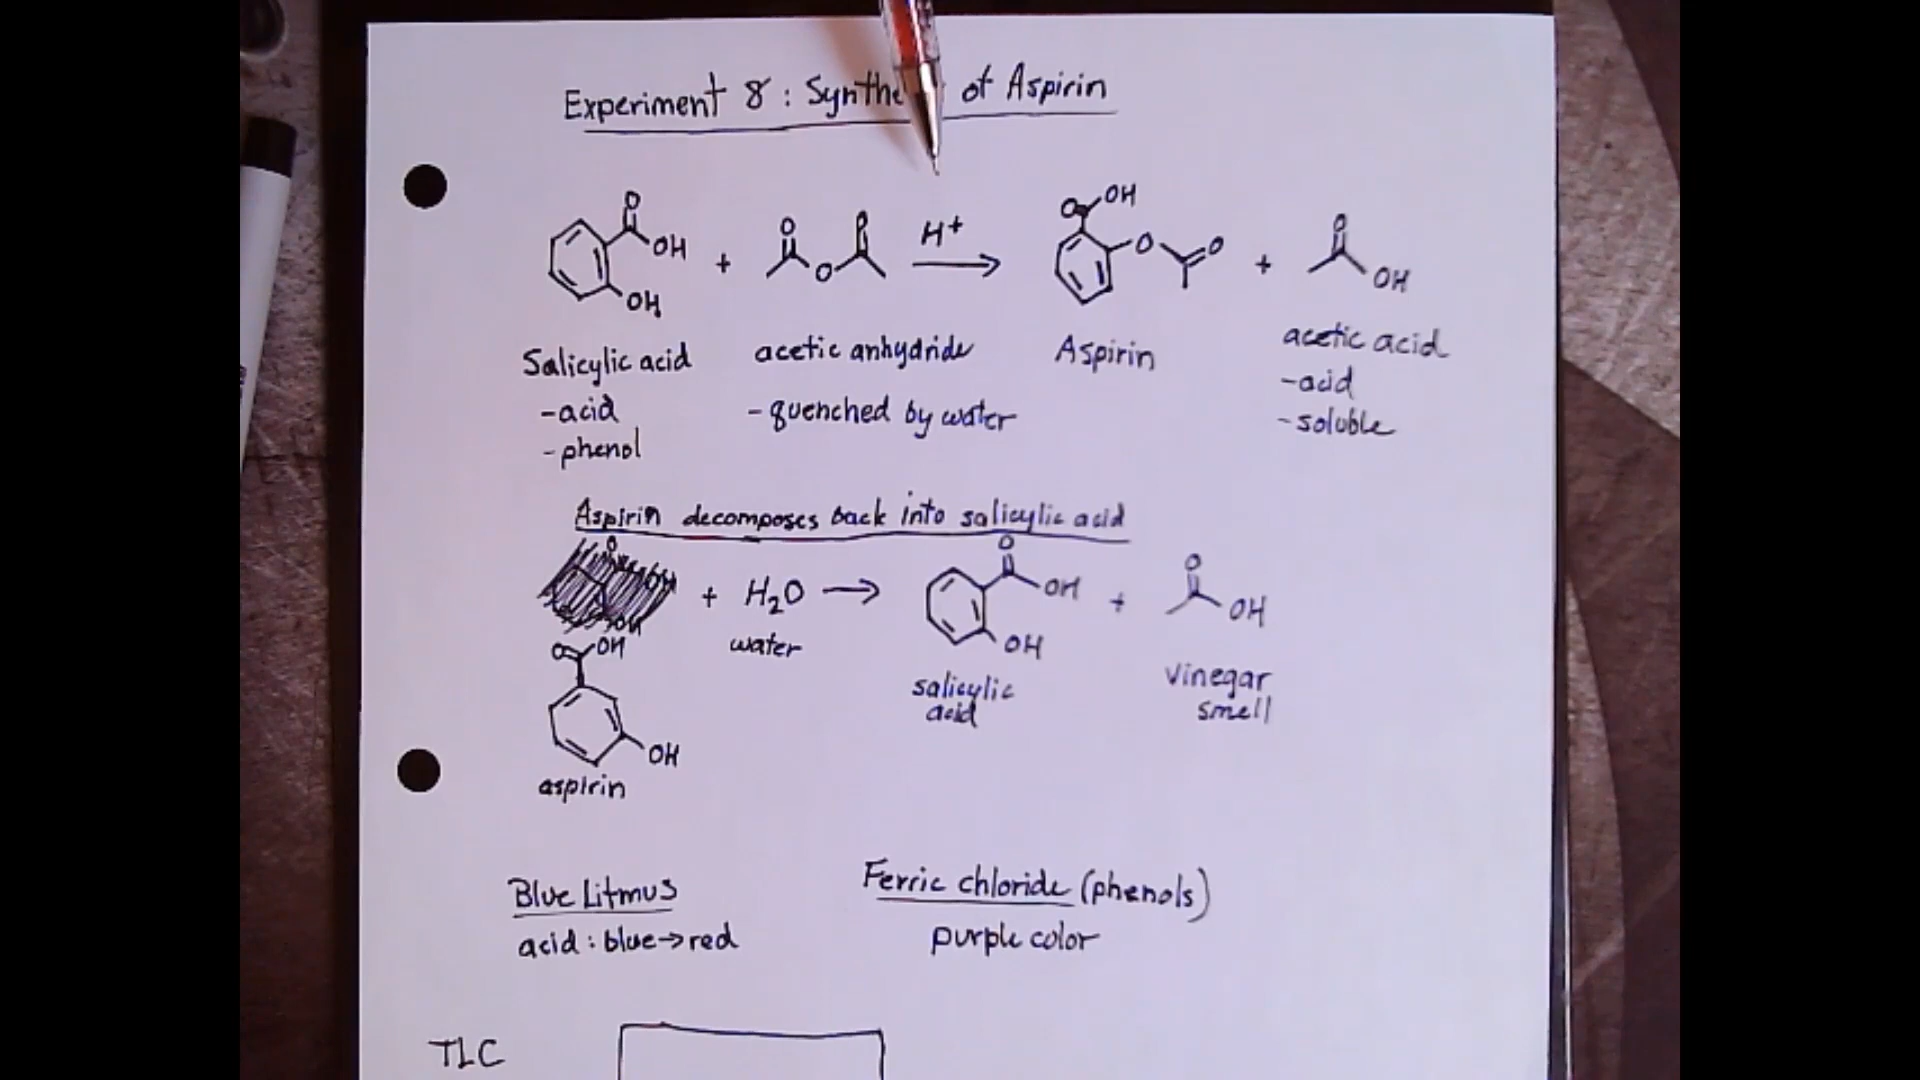 Experiment 8 : Synthe of Aspirin
O
OH
OH
+
O
O
O
H+
O OH
O
O
+
O
OH
Salicylic acid
-acid
-phenol
acetic anhydride
-quenched by water
Aspirin
acetic acid
-acid
-soluble
Aspirin decomposes back into salicylic acid
O
OH
+ H2O →
water
O
OH
OH
salicylic
acid
+
O
OH
vinegar
smell
O OH
OH
aspirin
Blue Litmus
acid : blue→red
Ferric chloride (phenols)
purple color
TLC